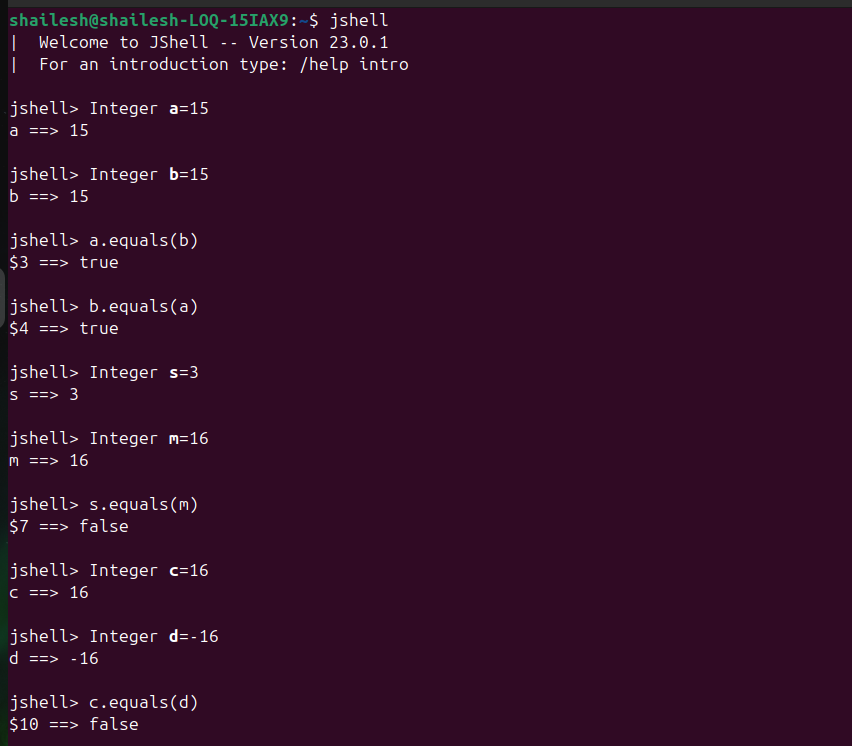 shailesh@shailesh-LOQ-15IAX9:~$ jshell
|  Welcome to JShell -- Version 23.0.1
|  For an introduction type: /help intro
jshell> Integer a=15
a ==> 15
jshell> Integer b=15
b ==> 15
jshell> a.equals(b)
$3 ==> true
jshell> b.equals(a)
$4 ==> true
jshell> Integer s=3
s ==> 3
jshell> Integer m=16
m ==> 16
jshell> s.equals(m)
$7 ==> false
jshell> Integer c=16
c ==> 16
jshell> Integer d=-16
d ==> -16
jshell> c.equals(d)
$10 ==> false